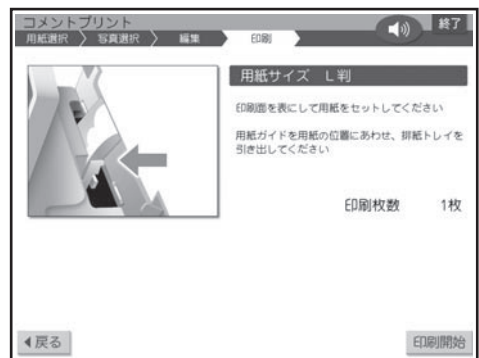 コメントプリント
終了
用紙選択 〉 写真選択 〉 編集 印刷
用紙サイズ L判
印刷面を表にして用紙をセットしてください
用紙ガイドを用紙の位置にあわせ、排紙トレイを
引き出してください
印刷枚数 1枚
戻る
印刷開始